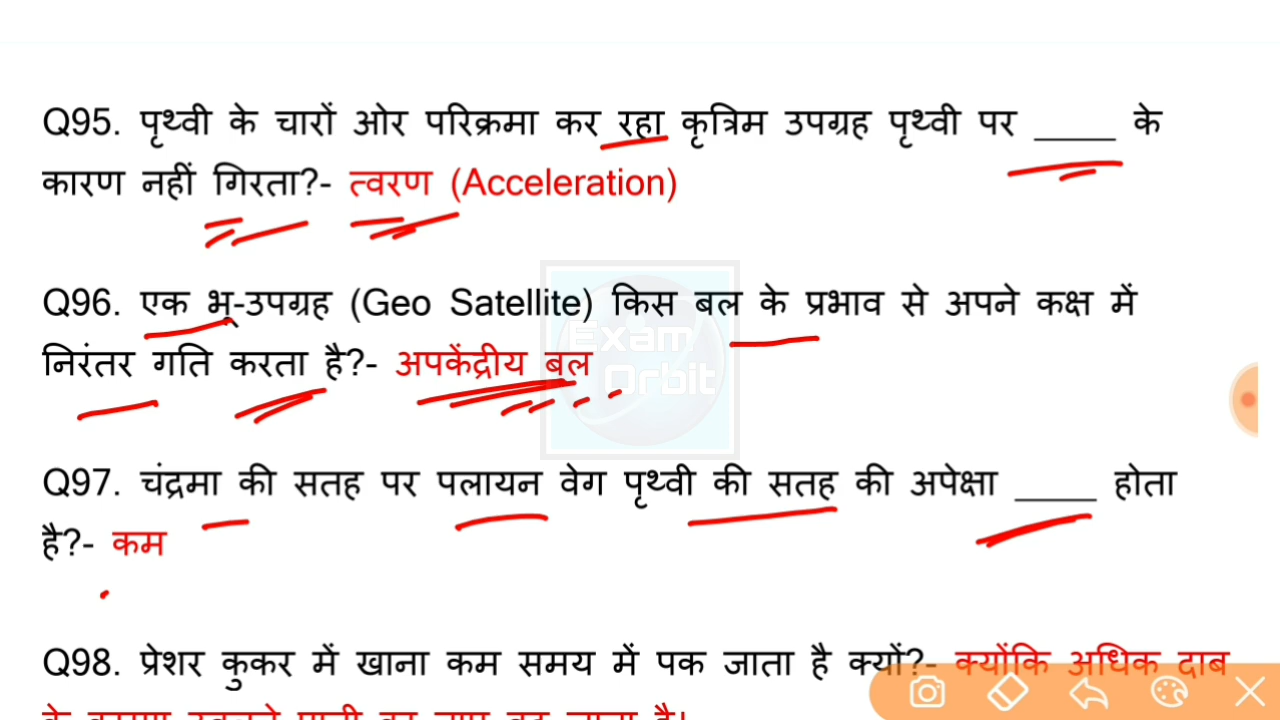 Q95. पृथ्वी के चारों ओर परिक्रमा कर रहा कृत्रिम उपग्रह पृथ्वी पर _____ के
कारण नहीं गिरता?- त्वरण (Acceleration)
Q96. एक भू-उपग्रह (Geo Satellite) किस बल के प्रभाव से अपने कक्ष में
निरंतर गति करता है?- अपकेंद्रीय बल
Exam
Orbit
Q97. चंद्रमा की सतह पर पलायन वेग पृथ्वी की सतह की अपेक्षा _____ होता
है?- कम
Q98. प्रेशर कुकर में खाना कम समय में पक जाता है क्यों?- क्योंकि अधिक दाब